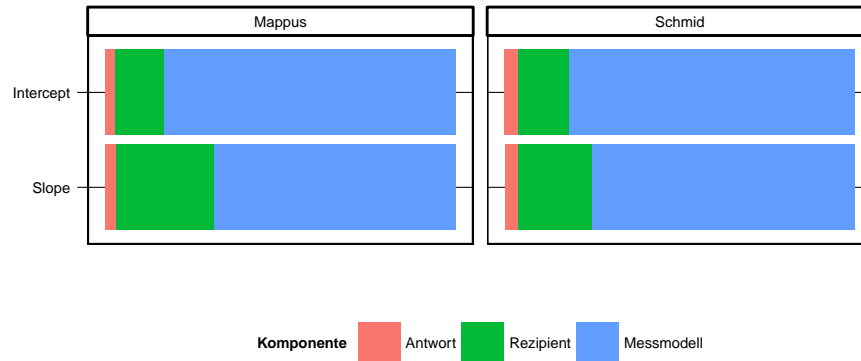 Mappus Schmid
Intercept
Slope
Komponente Antwort Rezipient Messmodell